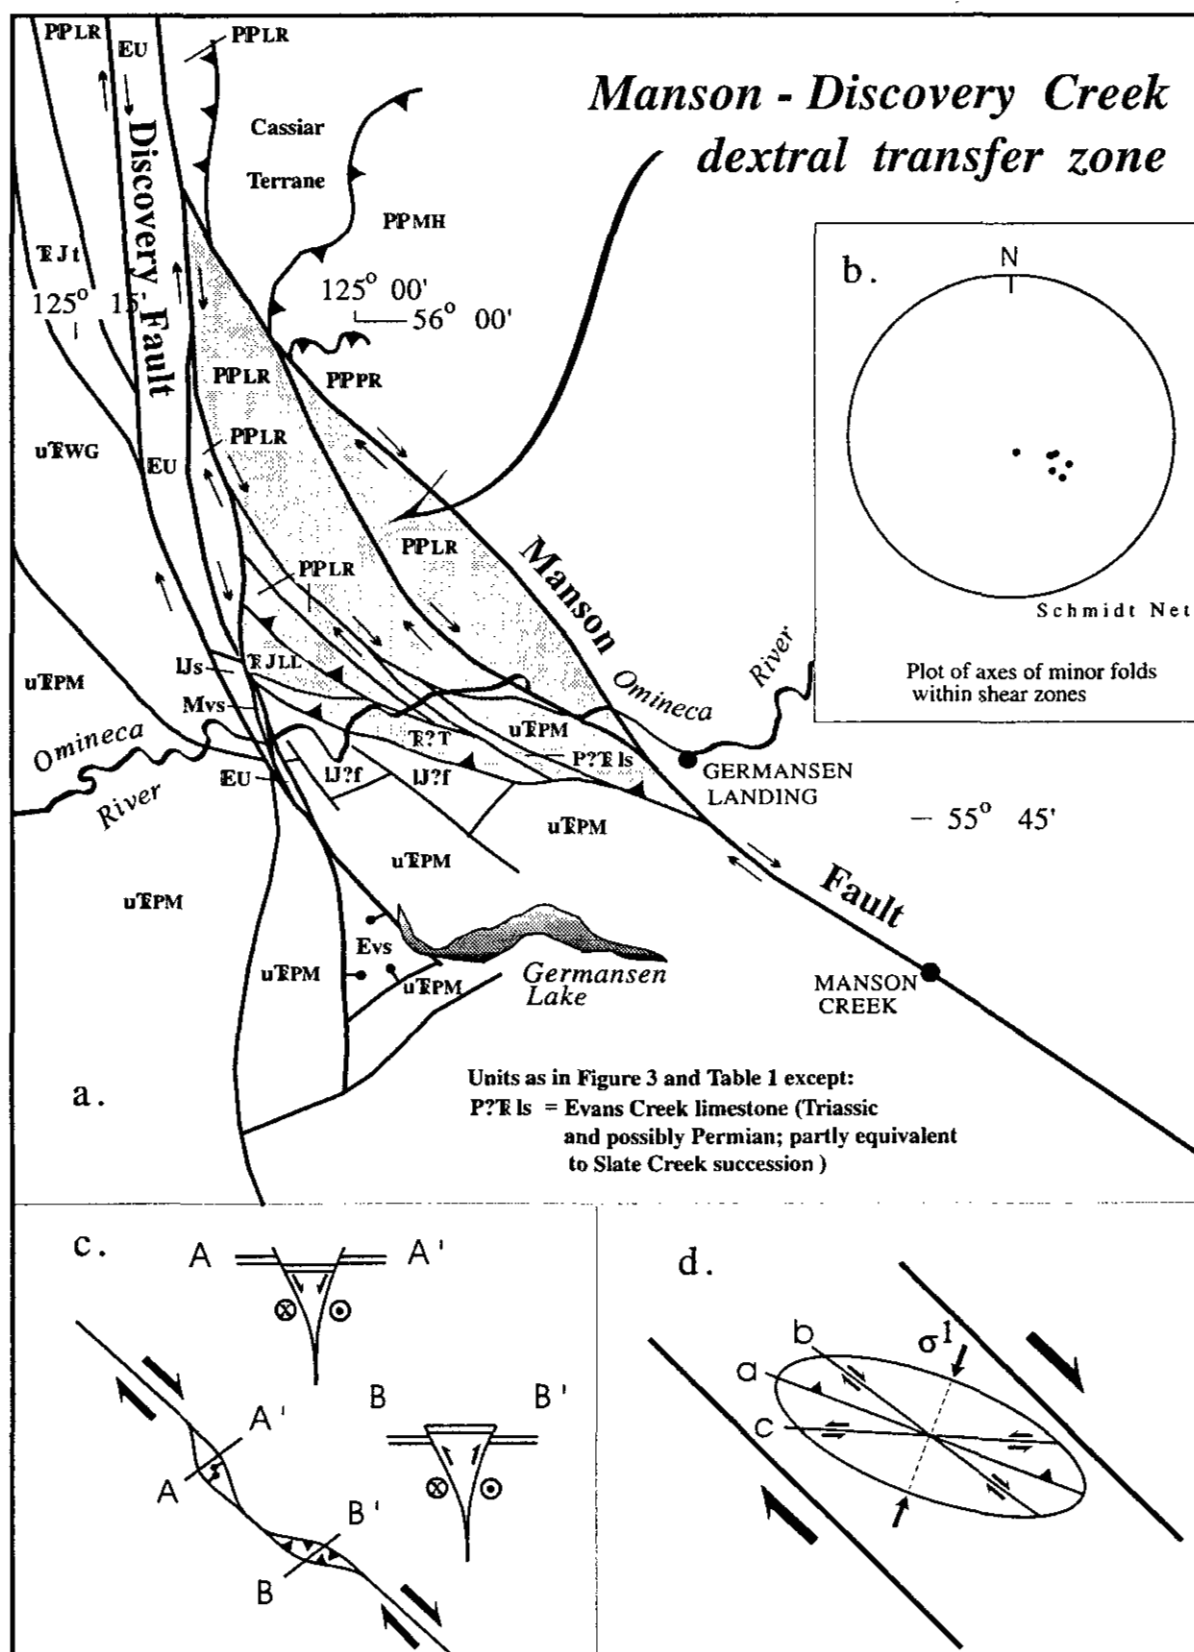 Manson - Discovery Creek
dextral transfer zone
PPLR
EU
PPLR
Cassiar
Terrane
PPMH
Discovery Fault
TRJt
125° 15'
125° 00'
56° 00'
PPLR
PPPR
PPLR
uTRWG
EU
PPLR
PPLR
Manson
Fault
lJs
TRJLL
uTRPM
Mvs
Omineca
River
Omineca
River
uTRPM
TR?T
P?TRls
EU
lJ?f
lJ?f
GERMANSEN
LANDING
55° 45'
uTRPM
uTRPM
uTRPM
uTRPM
Evs
uTRPM
Germansen
Lake
MANSON
CREEK
a.
Units as in Figure 3 and Table 1 except:
P?TRls = Evans Creek limestone (Triassic
and possibly Permian; partly equivalent
to Slate Creek succession )
b.
N
Schmidt Net
Plot of axes of minor folds
within shear zones
c.
A A'
B B'
A'
A
B'
B
d.
b
σ1
a
c